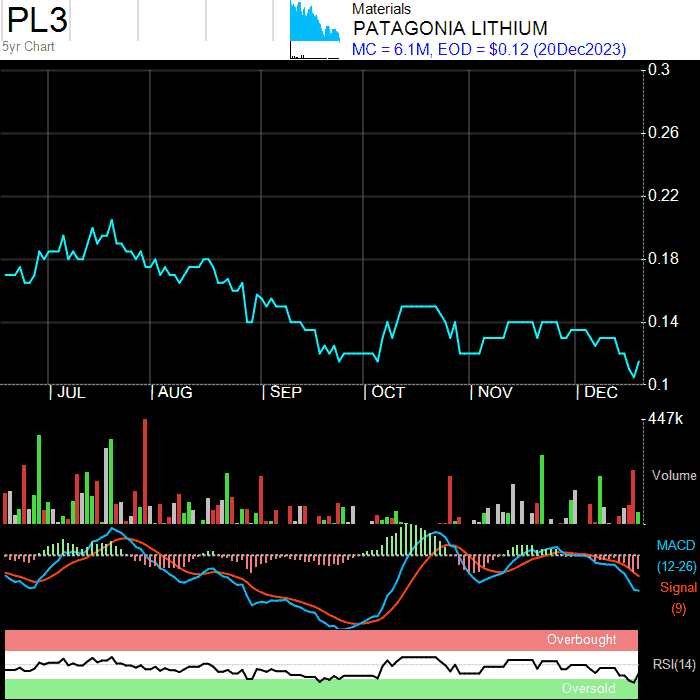 PL3
5yr Chart
Materials
PATAGONIA LITHIUM
MC = 6.1M, EOD = $0.12 (20Dec2023)
0.3
0.26
0.22
0.18
0.14
0.1
JUL AUG SEP OCT NOV DEC
447k
Volume
MACD
(12-26)
Signal
(9)
Overbought
RSI(14)
Oversold